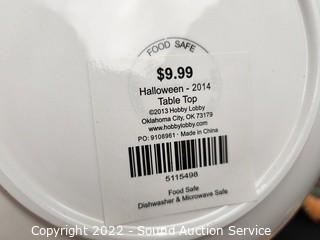 FOOD SAFE
$9.99
Halloween - 2014
Table Top
©2013 Hobby Lobby
Oklahoma City, OK 73179
www.hobbylobby.com
PO: 9108961 - Made in China
5115498
Food Safe
Dishwasher & Microwave Safe
Copyright 2022 - Sound Auction Service